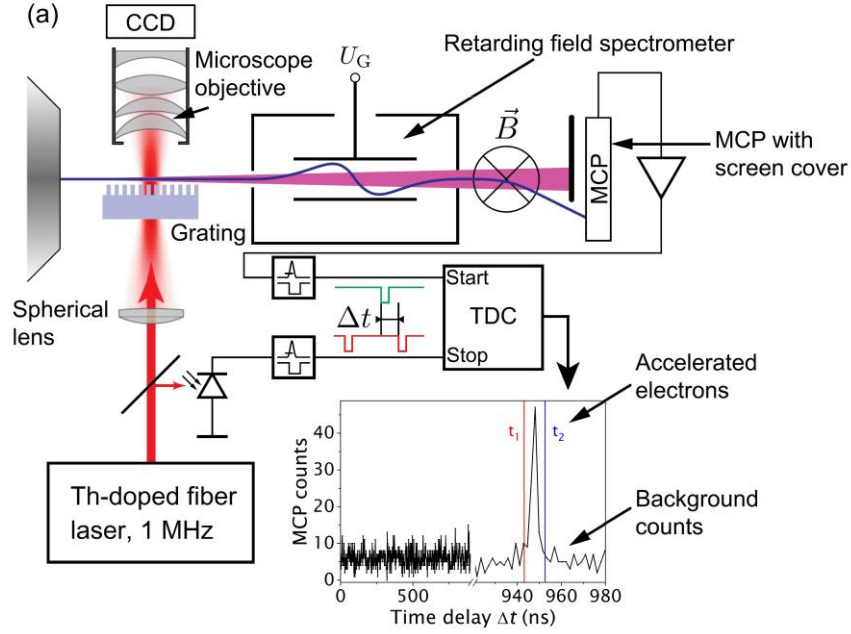 (a)
CCD
Microscope
objective
U_G
Retarding field spectrometer
B⃗
MCP
MCP with
screen cover
Grating
Spherical
lens
Start
TDC
Stop
Δt
Accelerated
electrons
Background
counts
Th-doped fiber
laser, 1 MHz
MCP counts
40
30
20
10
0
t₁
t₂
0
500
940
960
980
Time delay Δt (ns)